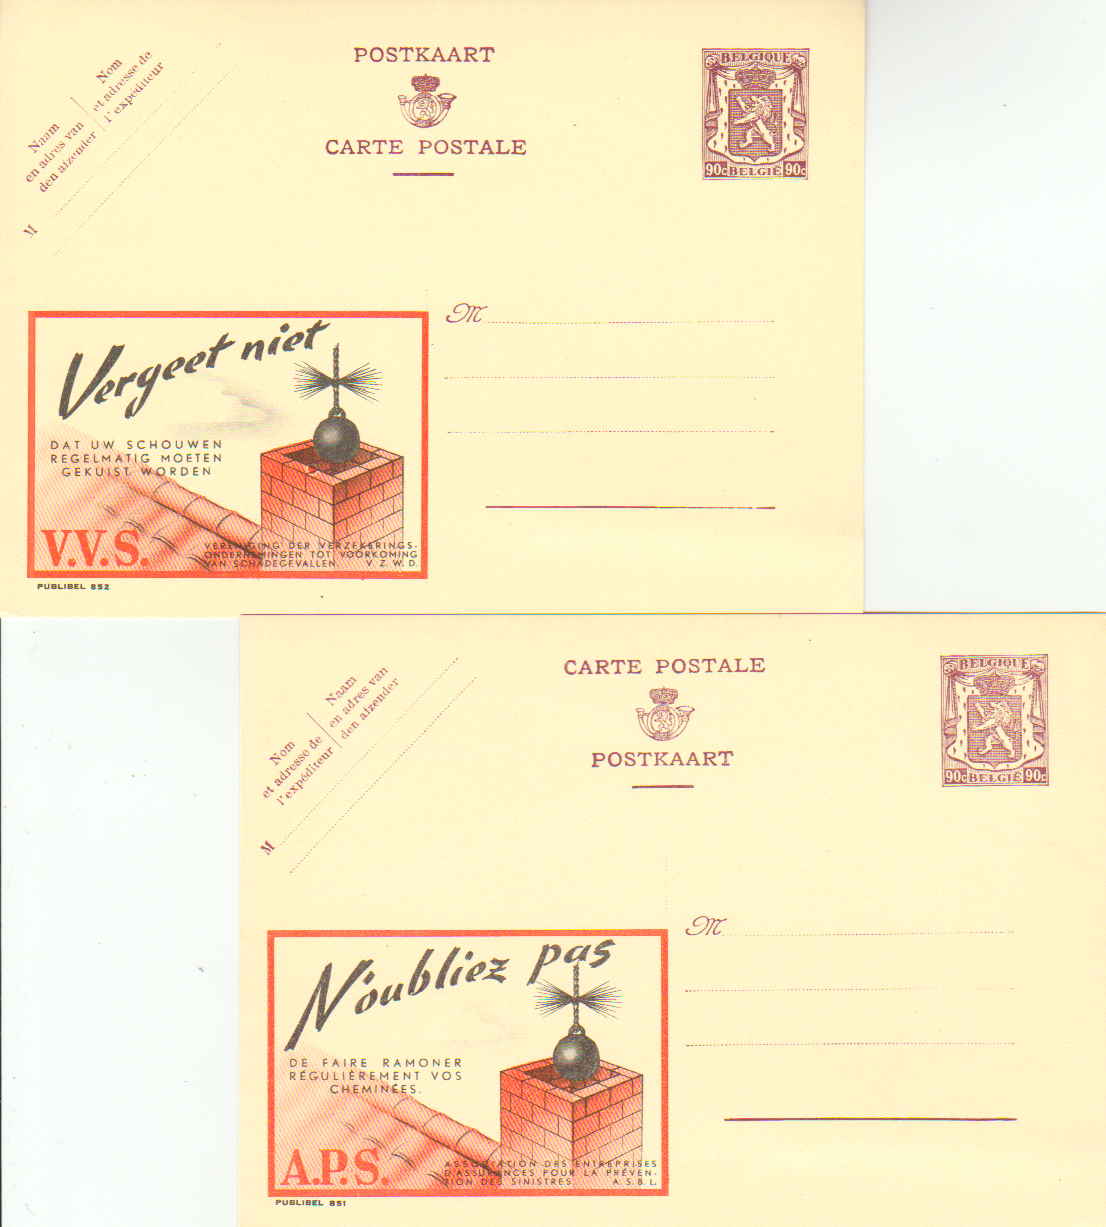 POSTKAART
CARTE POSTALE
BELGIQUE
90c BELGIË 90c
Naam
en adres van
den afzender
Nom
et adresse de
l'expéditeur
M
M
Vergeet niet
DAT UW SCHOUWEN
REGELMATIG MOETEN
GEKUIST WORDEN
V.V.S.
VERENIGING DER VERZEKERINGS-
ONDERNEMINGEN TOT VOORKOMING
VAN SCHADEGEVALLEN. V. Z. W. D.
PUBLIBEL 852
CARTE POSTALE
POSTKAART
BELGIQUE
90c BELGIË 90c
Nom
et adresse de
l'expéditeur
Naam
en adres van
den afzender
M
M
N'oubliez pas
DE FAIRE RAMONER
RÉGULIÈREMENT VOS
CHEMINÉES.
A.P.S.
ASSOCIATION DES ENTREPRISES
D'ASSURANCES POUR LA PRÉVEN-
TION DES SINISTRES. A. S. B. L.
PUBLIBEL 851